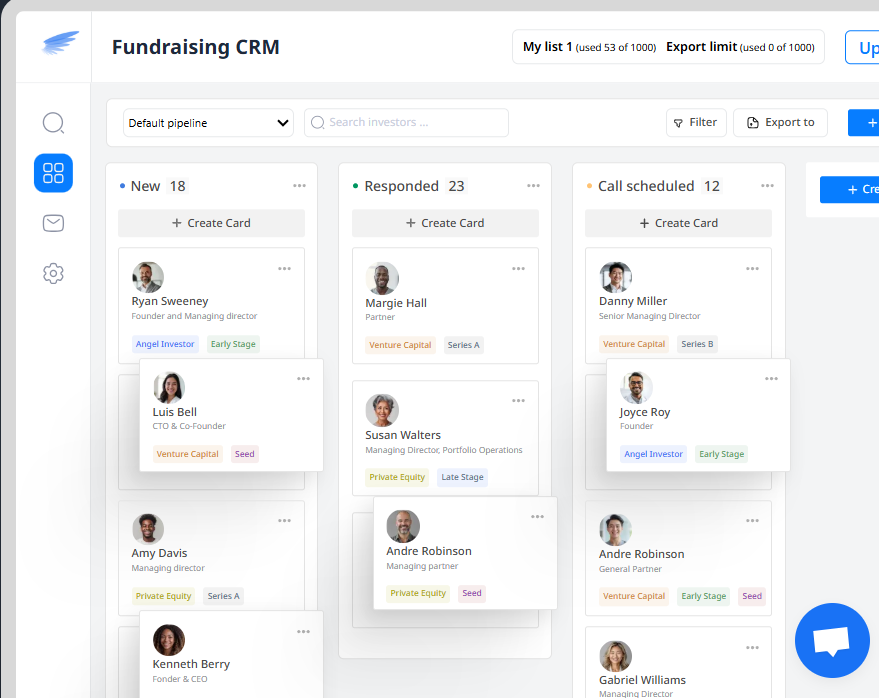 Fundraising CRM
My list 1 (used 53 of 1000) Export limit (used 0 of 1000)
Up
Default pipeline
Search investors ...
Filter
Export to
+
New 18
+ Create Card
Ryan Sweeney
Founder and Managing director
Angel Investor Early Stage
Luis Bell
CTO & Co-Founder
Venture Capital Seed
Amy Davis
Managing director
Private Equity Series A
Kenneth Berry
Fonder & CEO
Responded 23
+ Create Card
Margie Hall
Partner
Venture Capital Series A
Susan Walters
Managing Director, Portfolio Operations
Private Equity Late Stage
Andre Robinson
Managing partner
Private Equity Seed
Call scheduled 12
+ Create Card
Danny Miller
Senior Managing Director
Venture Capital Series B
Joyce Roy
Founder
Angel Investor Early Stage
Andre Robinson
General Partner
Venture Capital Early Stage Seed
Gabriel Williams
Managing Director
+ Cre